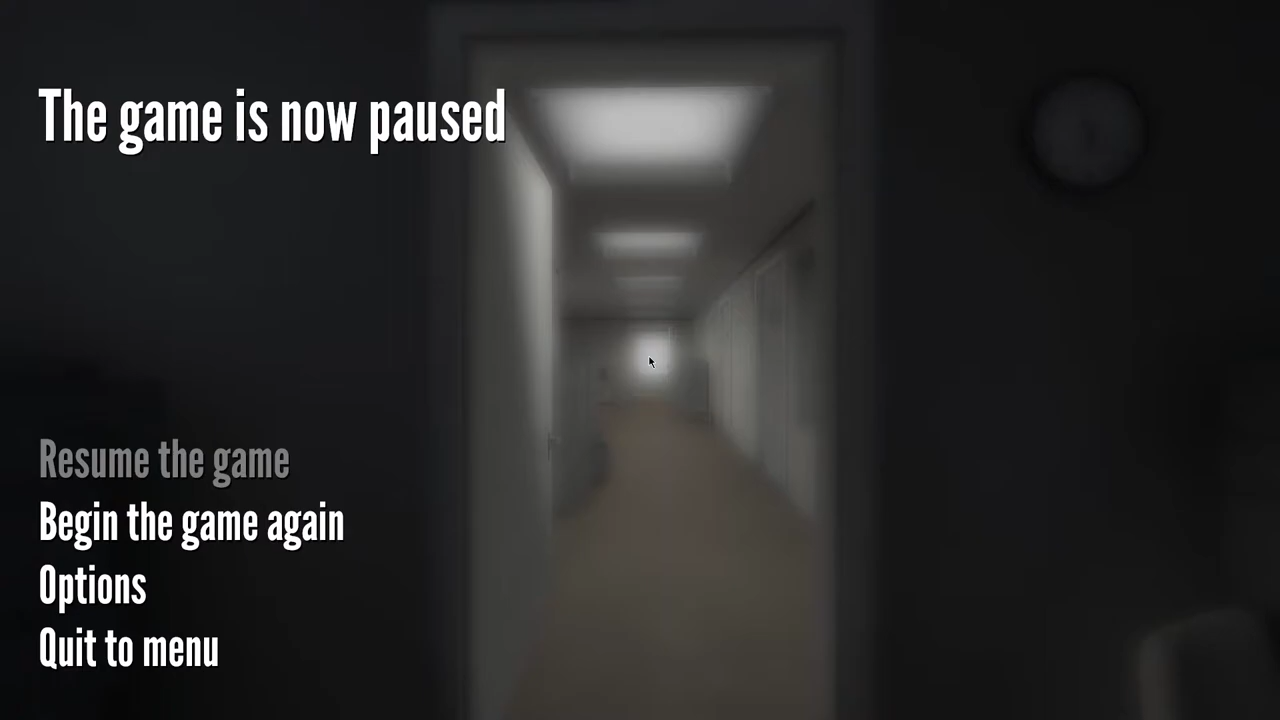 The game is now paused
Resume the game
Begin the game again
Options
Quit to menu